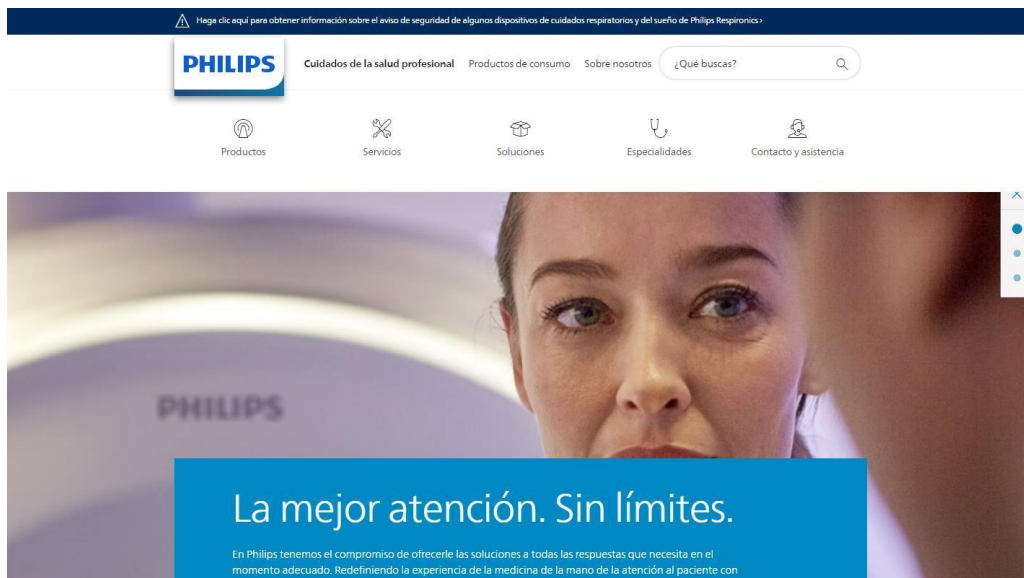 Haga clic aquí para obtener información sobre el aviso de seguridad de algunos dispositivos de cuidados respiratorios y del sueño de Philips Respironics ›
PHILIPS
Cuidados de la salud profesional
Productos de consumo
Sobre nosotros
¿Qué buscas?
Productos
Servicios
Soluciones
Especialidades
Contacto y asistencia
PHILIPS
La mejor atención. Sin límites.
En Philips tenemos el compromiso de ofrecerle las soluciones a todas las respuestas que necesita en el
momento adecuado. Redefiniendo la experiencia de la medicina de la mano de la atención al paciente con